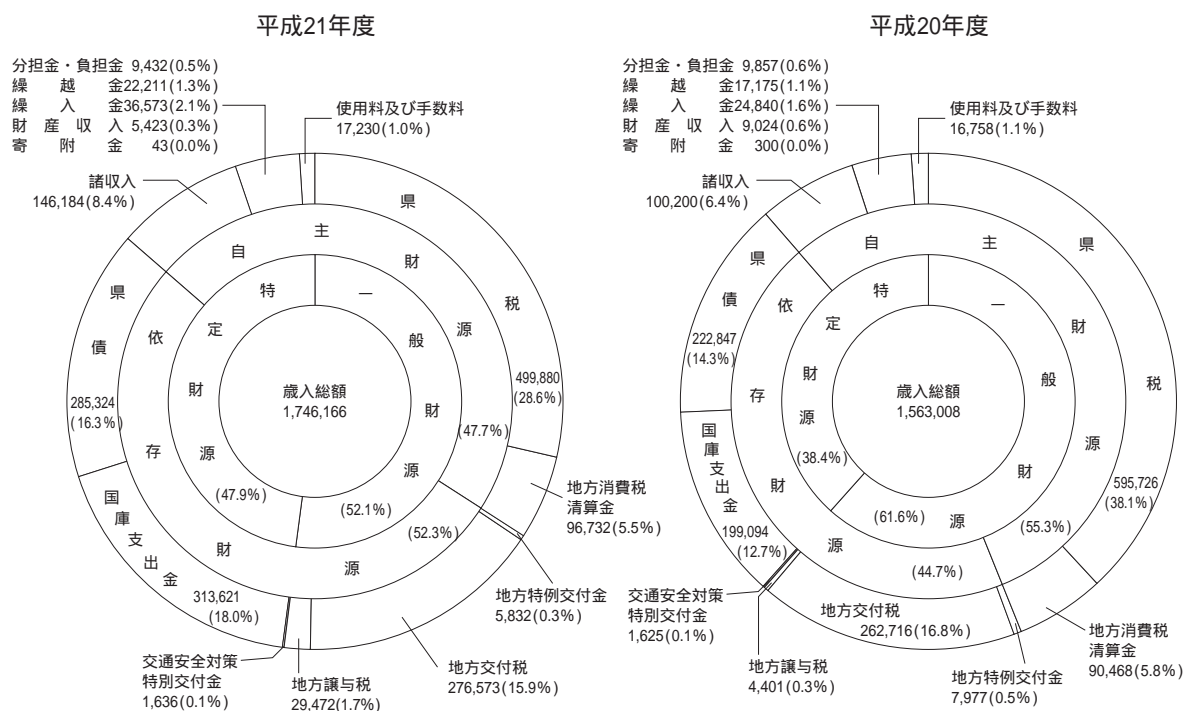 平成21年度
分担金・負担金 9,432(0.5%)
繰越金22,211(1.3%)
繰入金36,573(2.1%)
財産収入 5,423(0.3%)
寄附金 43(0.0%)
使用料及び手数料
17,230(1.0%)
諸収入
146,184(8.4%)
県税
499,880
(28.6%)
地方消費税
清算金
96,732(5.5%)
地方特例交付金
5,832(0.3%)
地方交付税
276,573(15.9%)
地方譲与税
29,472(1.7%)
交通安全対策
特別交付金
1,636(0.1%)
国庫支出金
313,621
(18.0%)
県債
285,324
(16.3%)
自主財源
(47.7%)
依存財源
(52.3%)
特定財源
(47.9%)
一般財源
(52.1%)
歳入総額
1,746,166
平成20年度
分担金・負担金 9,857(0.6%)
繰越金17,175(1.1%)
繰入金24,840(1.6%)
財産収入 9,024(0.6%)
寄附金 300(0.0%)
使用料及び手数料
16,758(1.1%)
諸収入
100,200(6.4%)
県税
595,726
(38.1%)
地方消費税
清算金
90,468(5.8%)
地方特例交付金
7,977(0.5%)
地方交付税
262,716(16.8%)
地方譲与税
4,401(0.3%)
交通安全対策
特別交付金
1,625(0.1%)
国庫支出金
199,094
(12.7%)
県債
222,847
(14.3%)
自主財源
(55.3%)
依存財源
(44.7%)
特定財源
(38.4%)
一般財源
(61.6%)
歳入総額
1,563,008